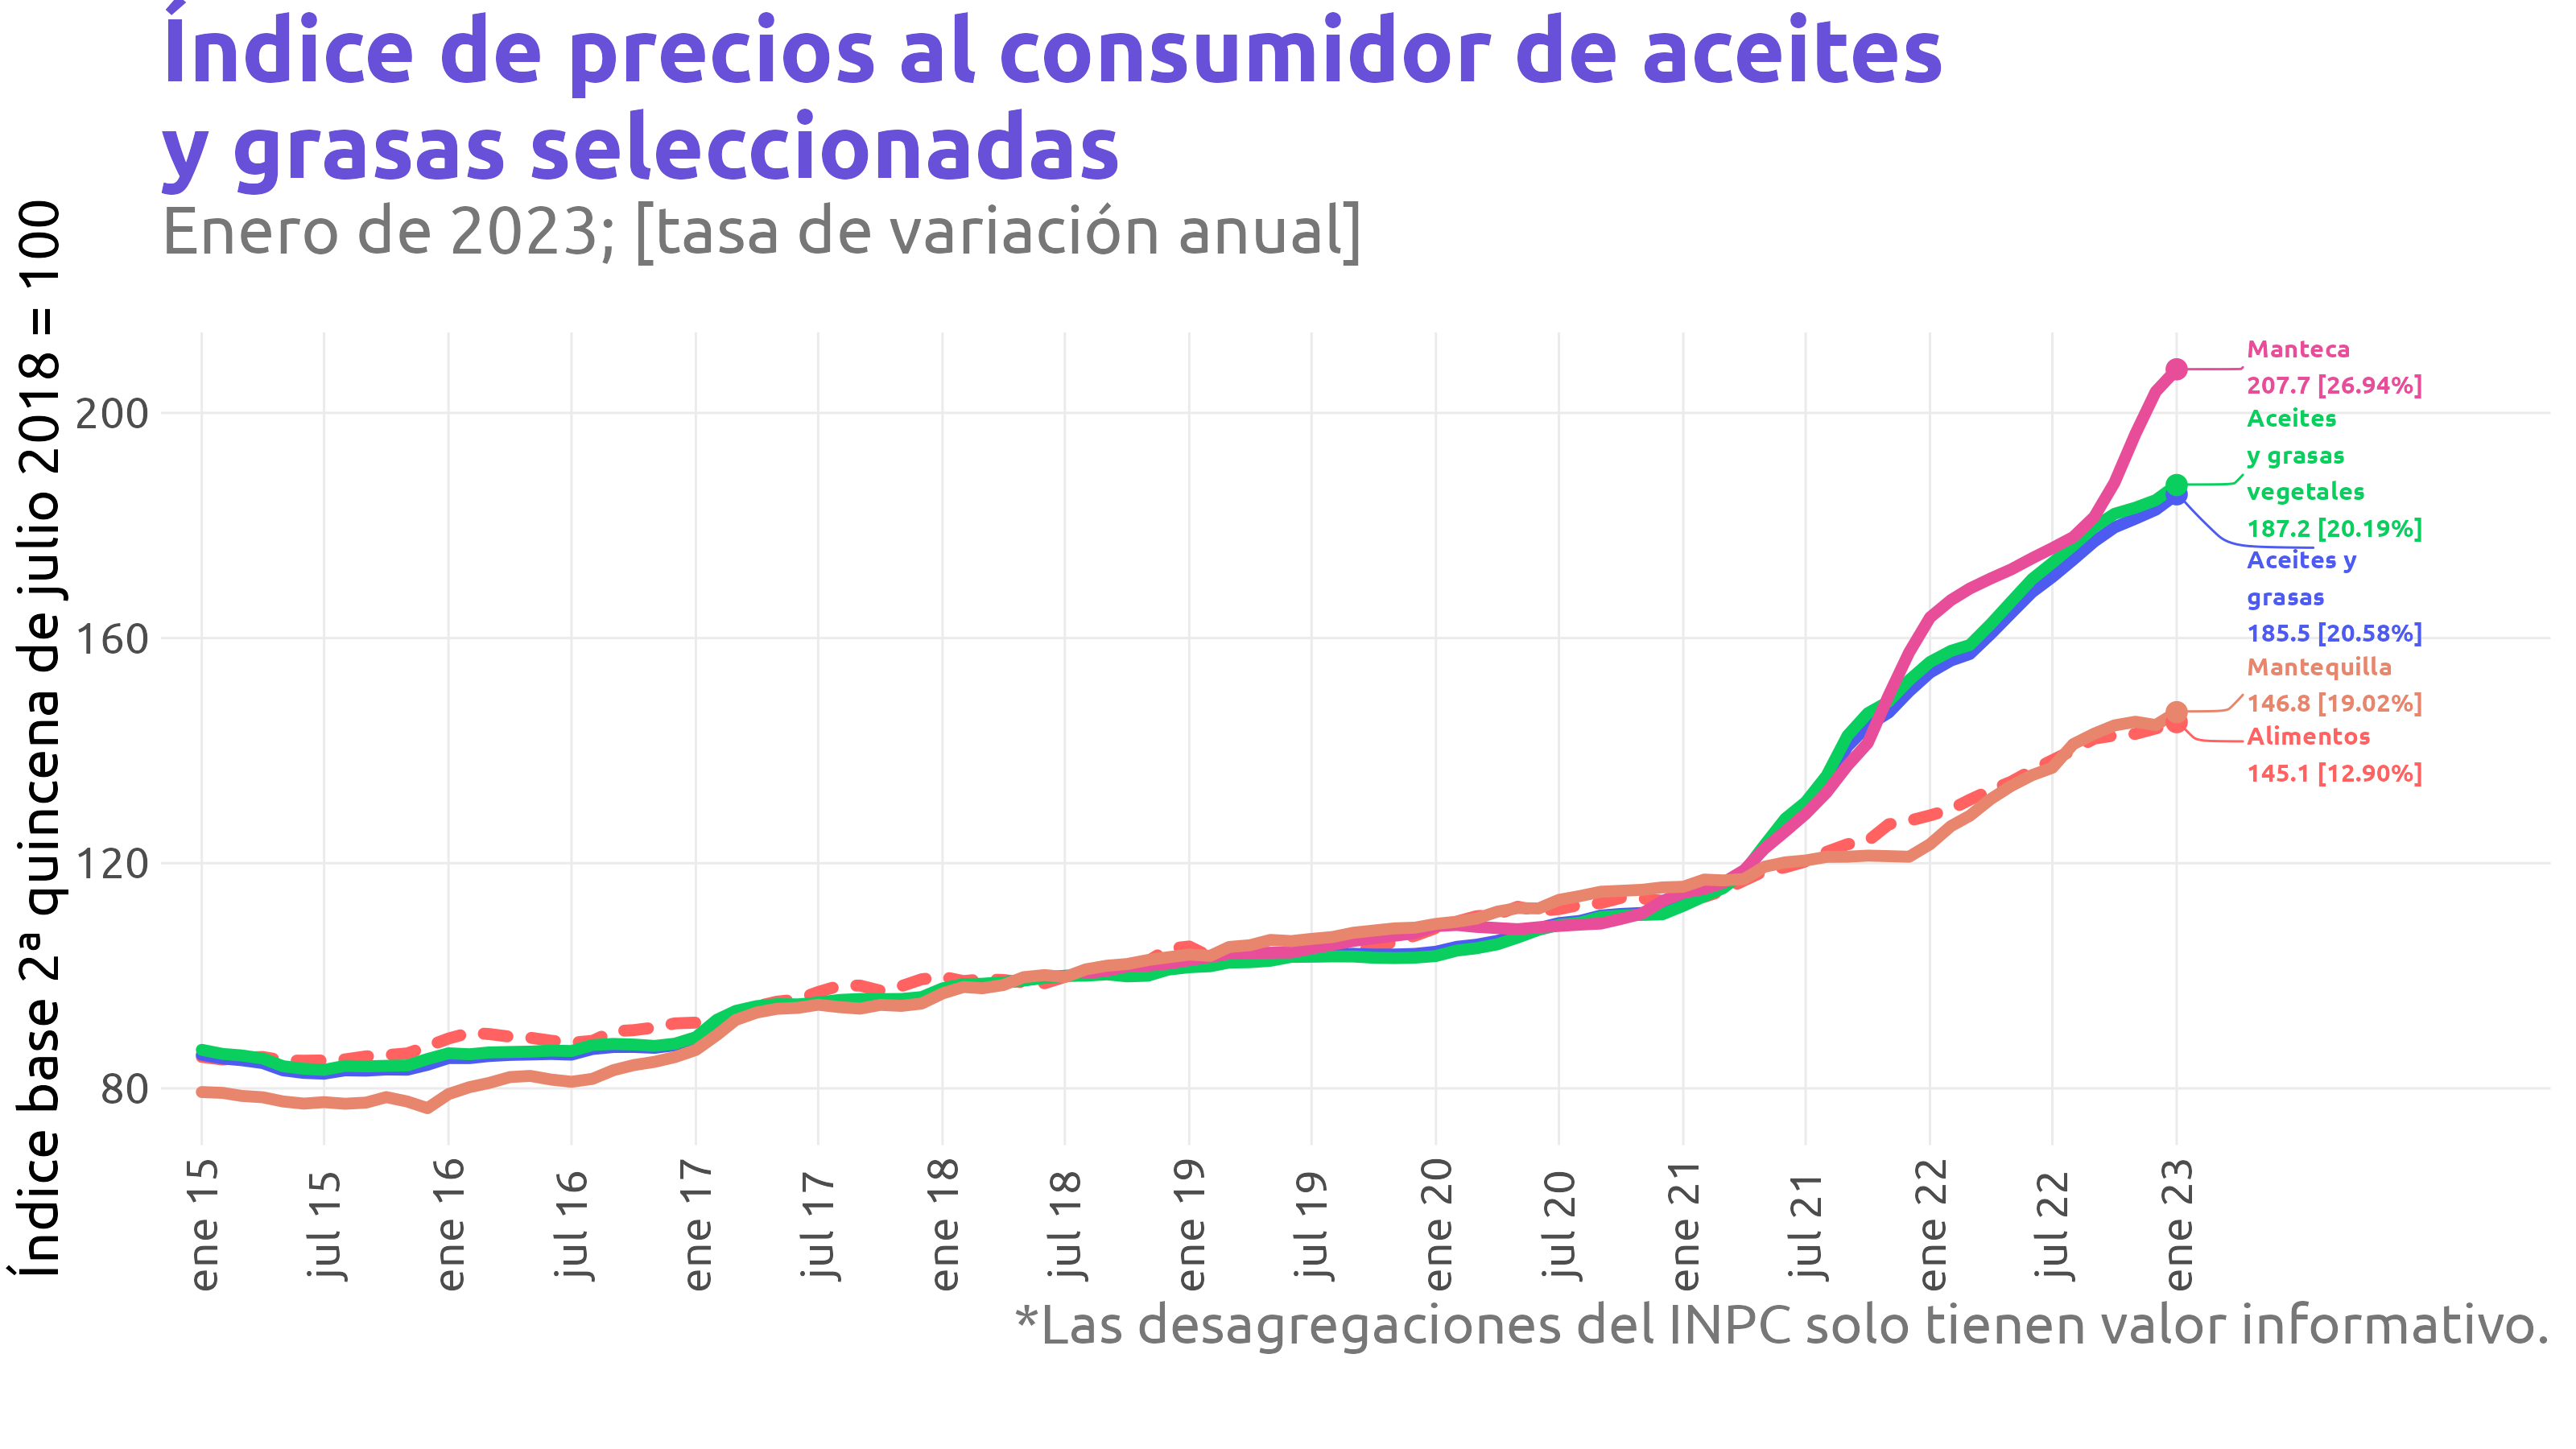 Índice de precios al consumidor de aceites
y grasas seleccionadas
Enero de 2023; [tasa de variación anual]
Índice base 2ª quincena de julio 2018 = 100
200
160
120
80
Manteca
207.7 [26.94%]
Aceites
y grasas
vegetales
187.2 [20.19%]
Aceites y
grasas
185.5 [20.58%]
Mantequilla
146.8 [19.02%]
Alimentos
145.1 [12.90%]
ene 15
jul 15
ene 16
jul 16
ene 17
jul 17
ene 18
jul 18
ene 19
jul 19
ene 20
jul 20
ene 21
jul 21
ene 22
jul 22
ene 23
*Las desagregaciones del INPC solo tienen valor informativo.